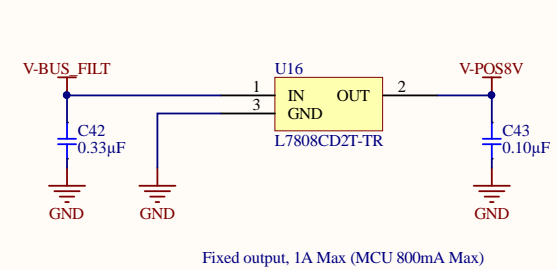 V-BUS_FILT
U16
V-POS8V
1
IN
OUT
2
3
GND
C42
0.33µF
L7808CD2T-TR
C43
0.10µF
GND
GND
GND
Fixed output, 1A Max (MCU 800mA Max)